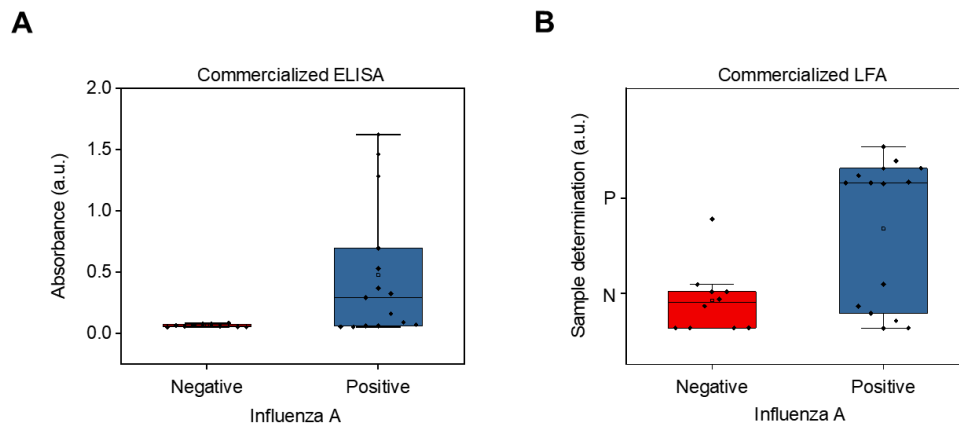 A
Commercialized ELISA
Absorbance (a.u.)
2.0
1.5
1.0
0.5
0.0
Negative
Positive
Influenza A
B
Commercialized LFA
Sample determination (a.u.)
P
N
Negative
Positive
Influenza A